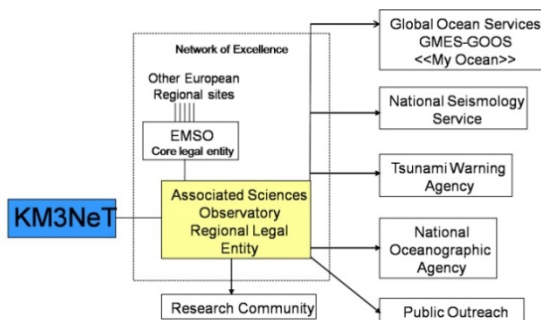 Network of Excellence
Other European
Regional sites
EMSO
Core legal entity
KM3NeT
Associated Sciences
Observatory
Regional Legal
Entity
Research Community
Global Ocean Services
GMES-GOOS
<<My Ocean>>
National Seismology
Service
Tsunami Warning
Agency
National
Oceanographic
Agency
Public Outreach